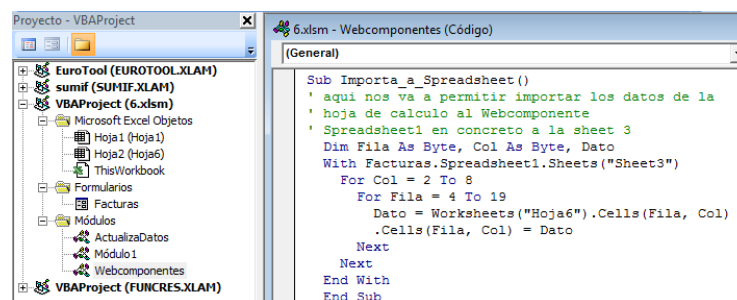 Proyecto - VBAProject
EuroTool (EUROTOOL.XLAM)
sumif (SUMIF.XLAM)
VBAProject (6.xlsm)
Microsoft Excel Objetos
Hoja1 (Hoja1)
Hoja2 (Hoja6)
ThisWorkbook
Formularios
Facturas
Módulos
ActualizaDatos
Módulo1
Webcomponentes
VBAProject (FUNCRES.XLAM)
6.xlsm - Webcomponentes (Código)
(General)
Sub Importa_a_Spreadsheet()
' aqui nos va a permitir importar los datos de la
' hoja de calculo al Webcomponente
' Spreadsheet1 en concreto a la sheet 3
Dim Fila As Byte, Col As Byte, Dato
With Facturas.Spreadsheet1.Sheets("Sheet3")
For Col = 2 To 8
For Fila = 4 To 19
Dato = Worksheets("Hoja6").Cells(Fila, Col)
.Cells(Fila, Col) = Dato
Next
Next
End With
End Sub